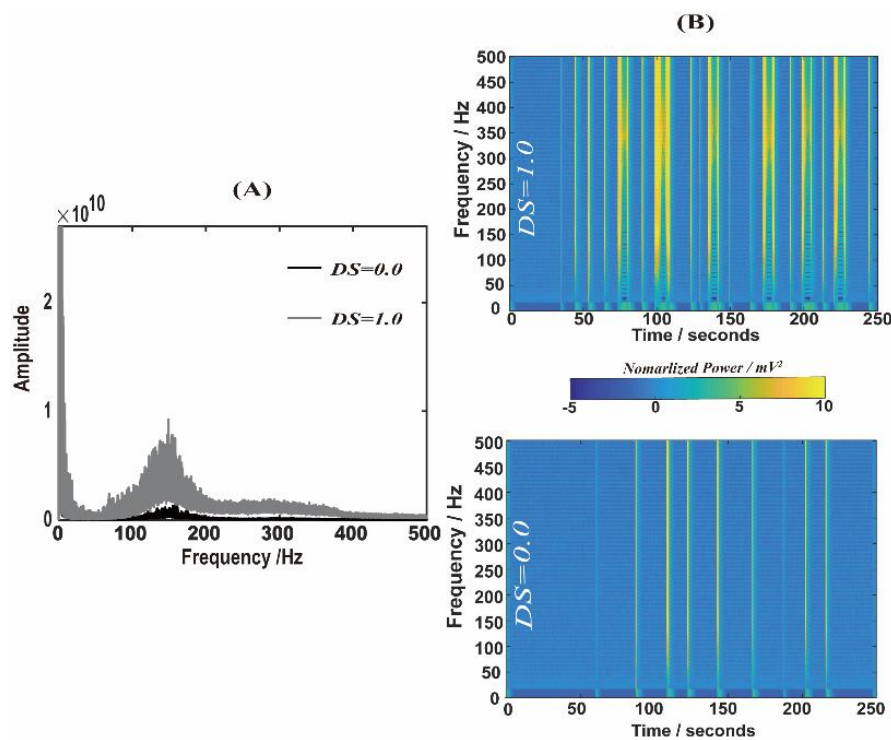 (A)
×10¹⁰
2
1
0
Amplitude
DS=0.0
DS=1.0
0 100 200 300 400 500
Frequency /Hz
(B)
500
450
400
350
300
250
200
150
100
50
0
Frequency / Hz
DS=1.0
0 50 100 150 200 250
Time / seconds
Nomarlized Power / mV²
-5 0 5 10
500
450
400
350
300
250
200
150
100
50
0
Frequency / Hz
DS=0.0
0 50 100 150 200 250
Time / seconds